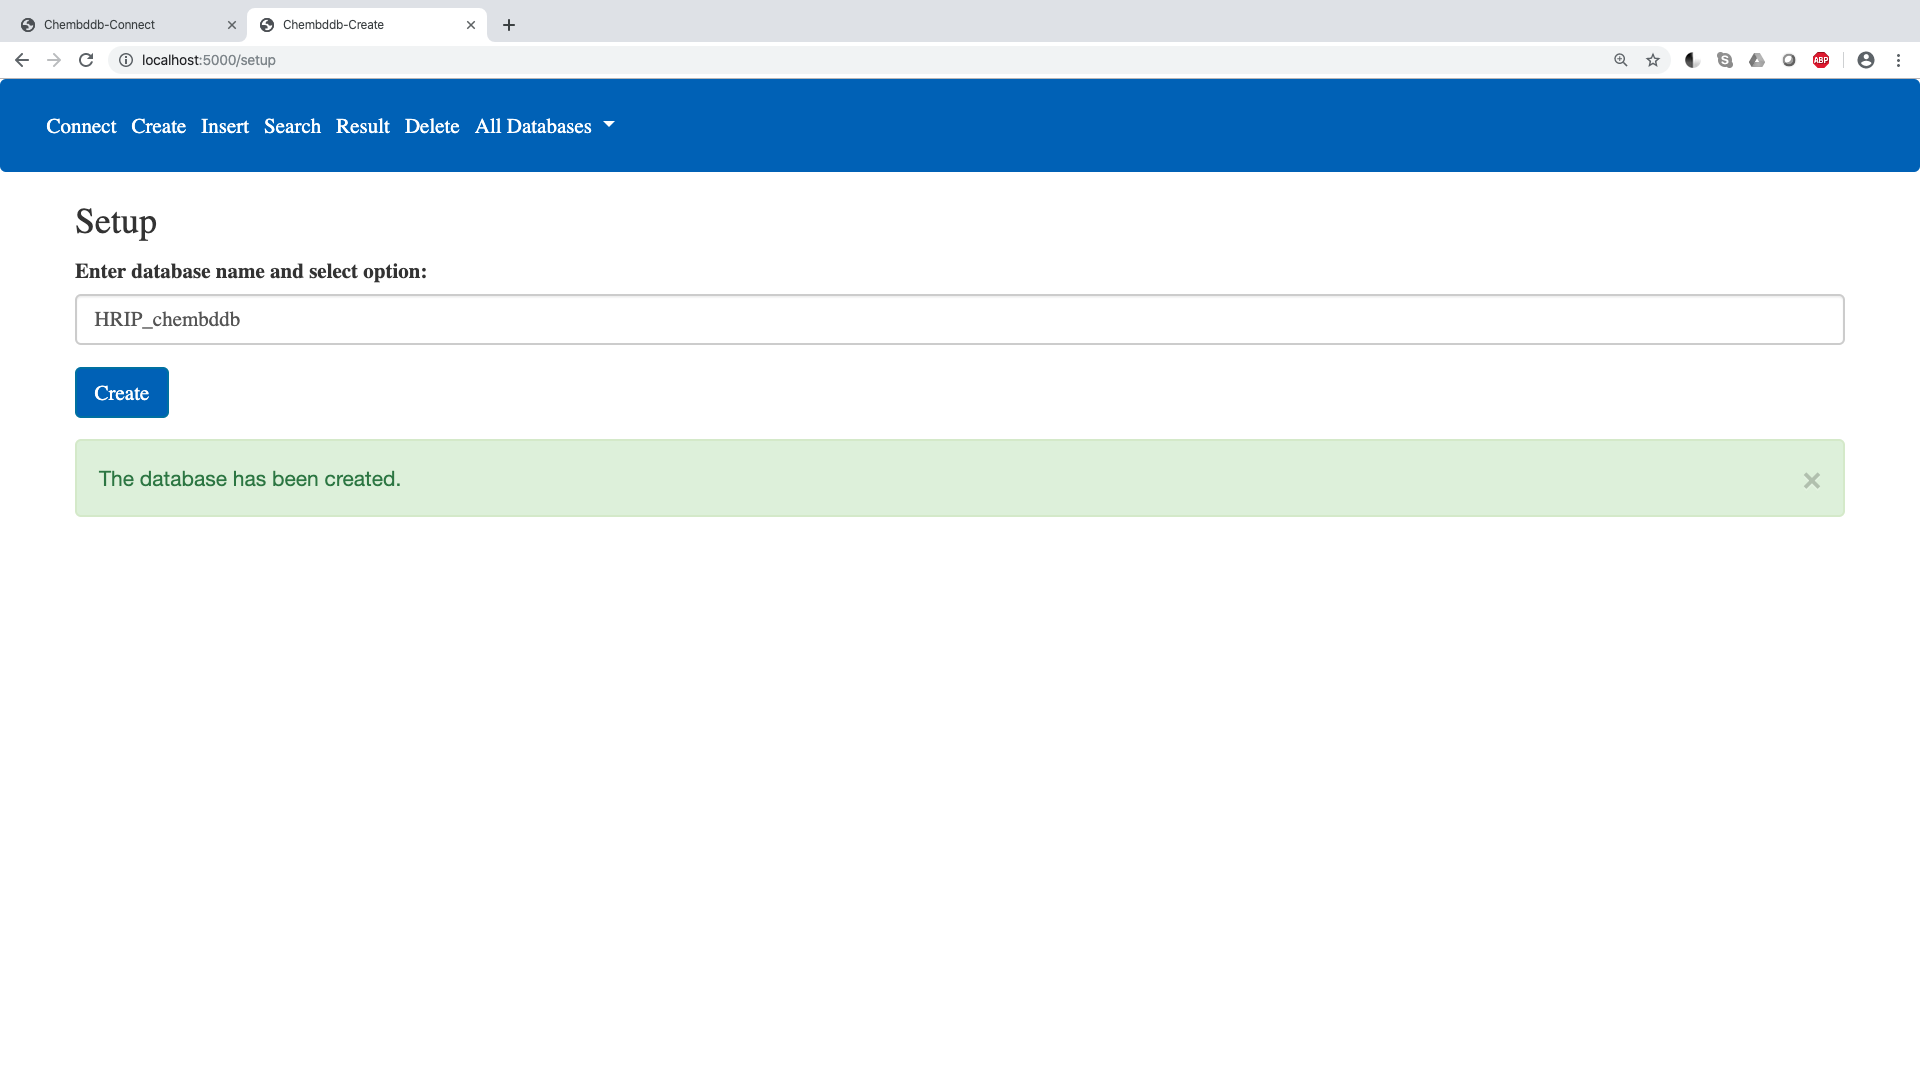 Chembddb-Connect
Chembddb-Create
localhost:5000/setup
ABP
Connect Create Insert Search Result Delete All Databases
Setup
Enter database name and select option:
HRIP_chembddb
Create
The database has been created.